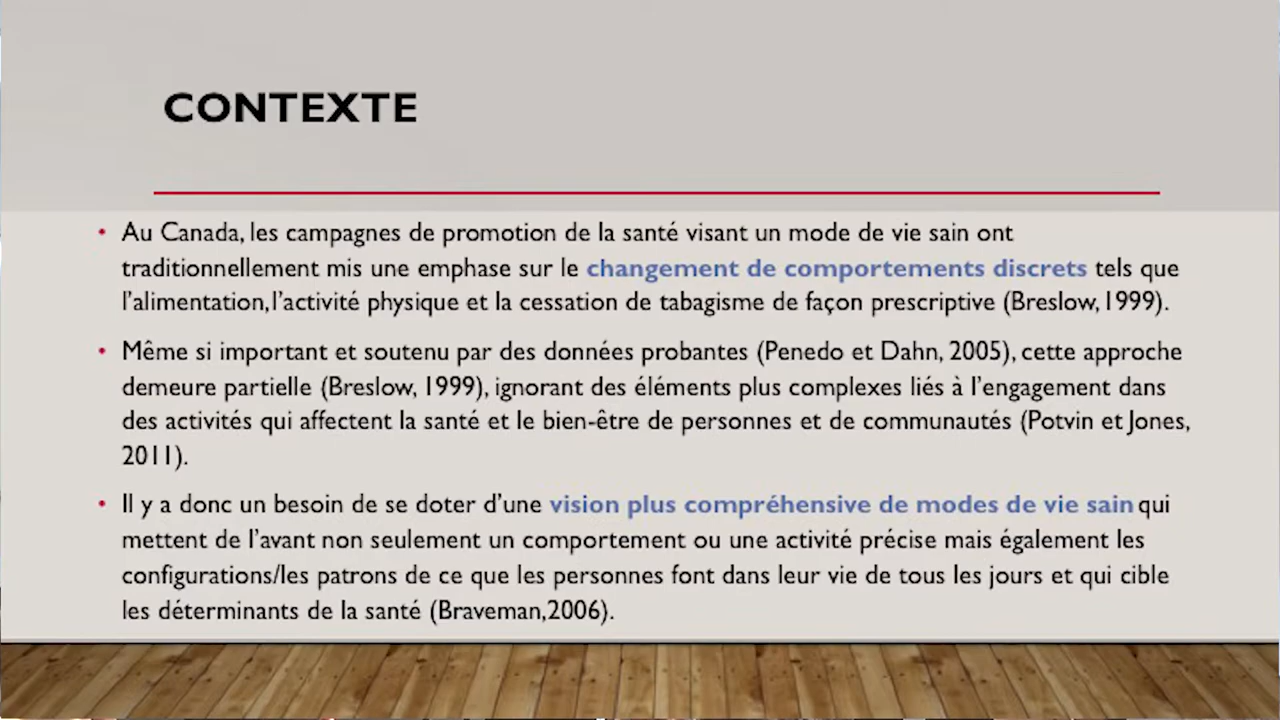 CONTEXTE
• Au Canada, les campagnes de promotion de la santé visant un mode de vie sain ont
traditionnellement mis une emphase sur le changement de comportements discrets tels que
l'alimentation, l'activité physique et la cessation de tabagisme de façon prescriptive (Breslow, 1999).
• Même si important et soutenu par des données probantes (Penedo et Dahn, 2005), cette approche
demeure partielle (Breslow, 1999), ignorant des éléments plus complexes liés à l'engagement dans
des activités qui affectent la santé et le bien-être de personnes et de communautés (Potvin et Jones,
2011).
• Il y a donc un besoin de se doter d'une vision plus compréhensive de modes de vie sain qui
mettent de l'avant non seulement un comportement ou une activité précise mais également les
configurations/les patrons de ce que les personnes font dans leur vie de tous les jours et qui cible
les déterminants de la santé (Braveman,2006).